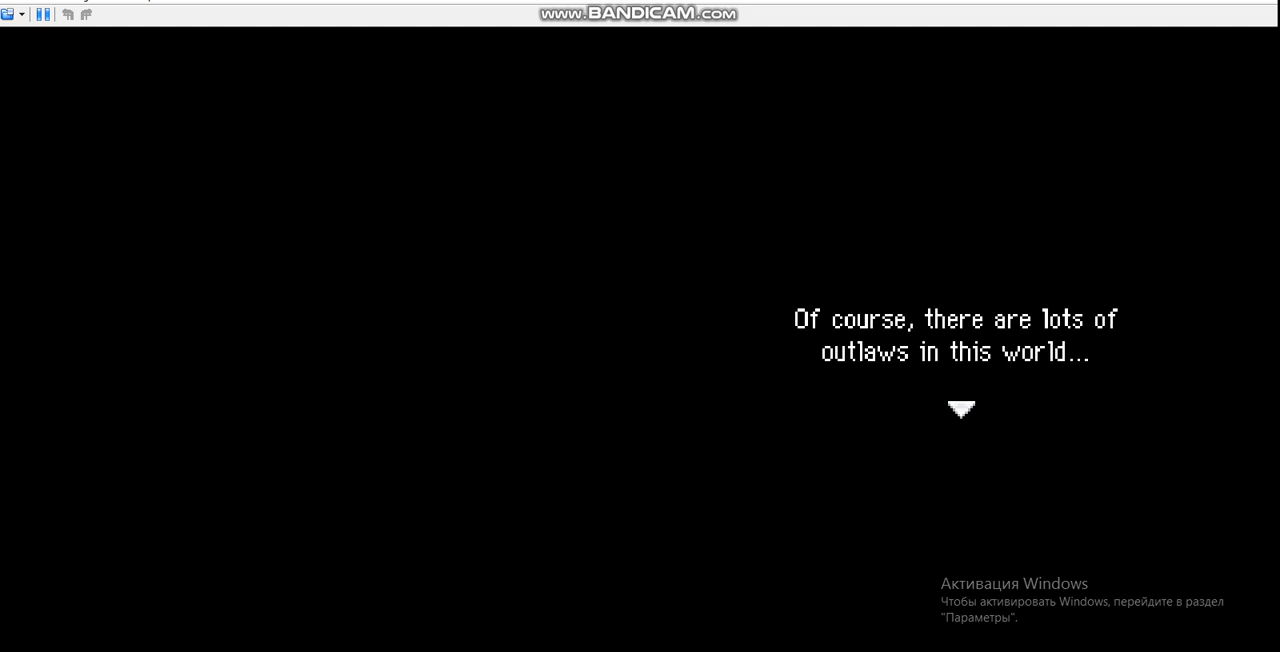 www.BANDICAM.com
Of course, there are lots of
outlaws in this world...
Активация Windows
Чтобы активировать Windows, перейдите в раздел
"Параметры".